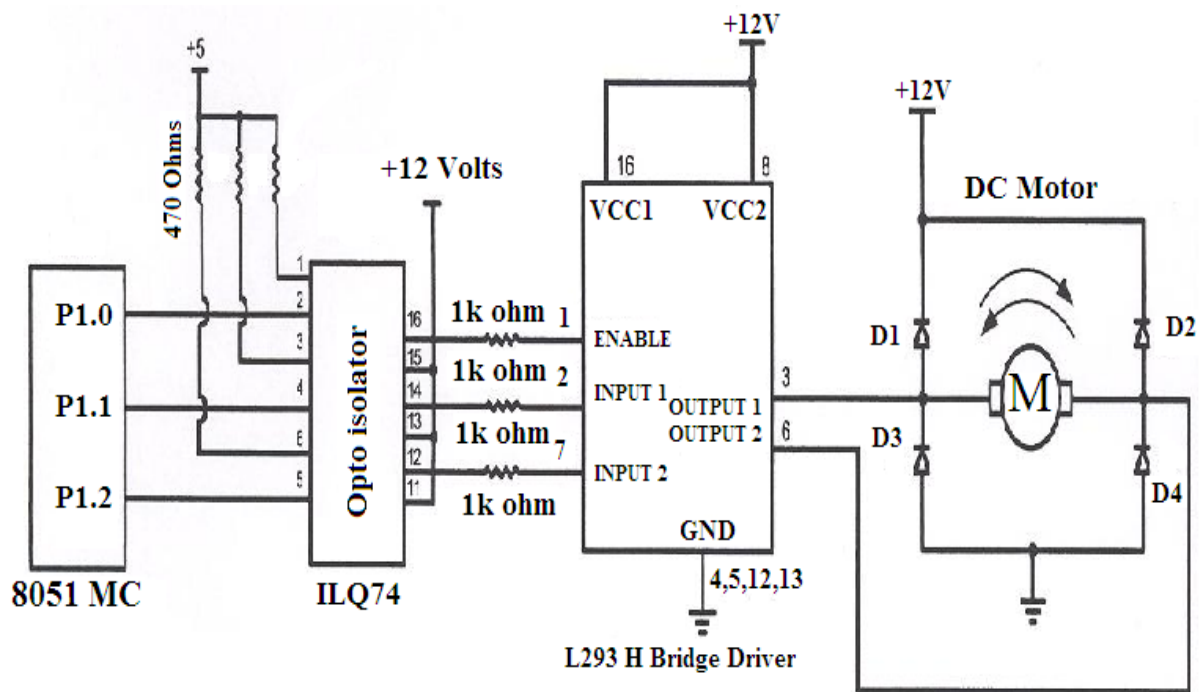 +5
470 Ohms
+12 Volts
+12V
16
8
VCC1
VCC2
+12V
DC Motor
P1.0
P1.1
P1.2
8051 MC
1
2
3
4
6
5
Opto isolator
ILQ74
16
15
14
13
12
11
1k ohm
1
1k ohm
2
1k ohm
7
1k ohm
ENABLE
INPUT 1
INPUT 2
OUTPUT 1
OUTPUT 2
3
6
GND
4,5,12,13
L293 H Bridge Driver
D1
D2
M
D3
D4